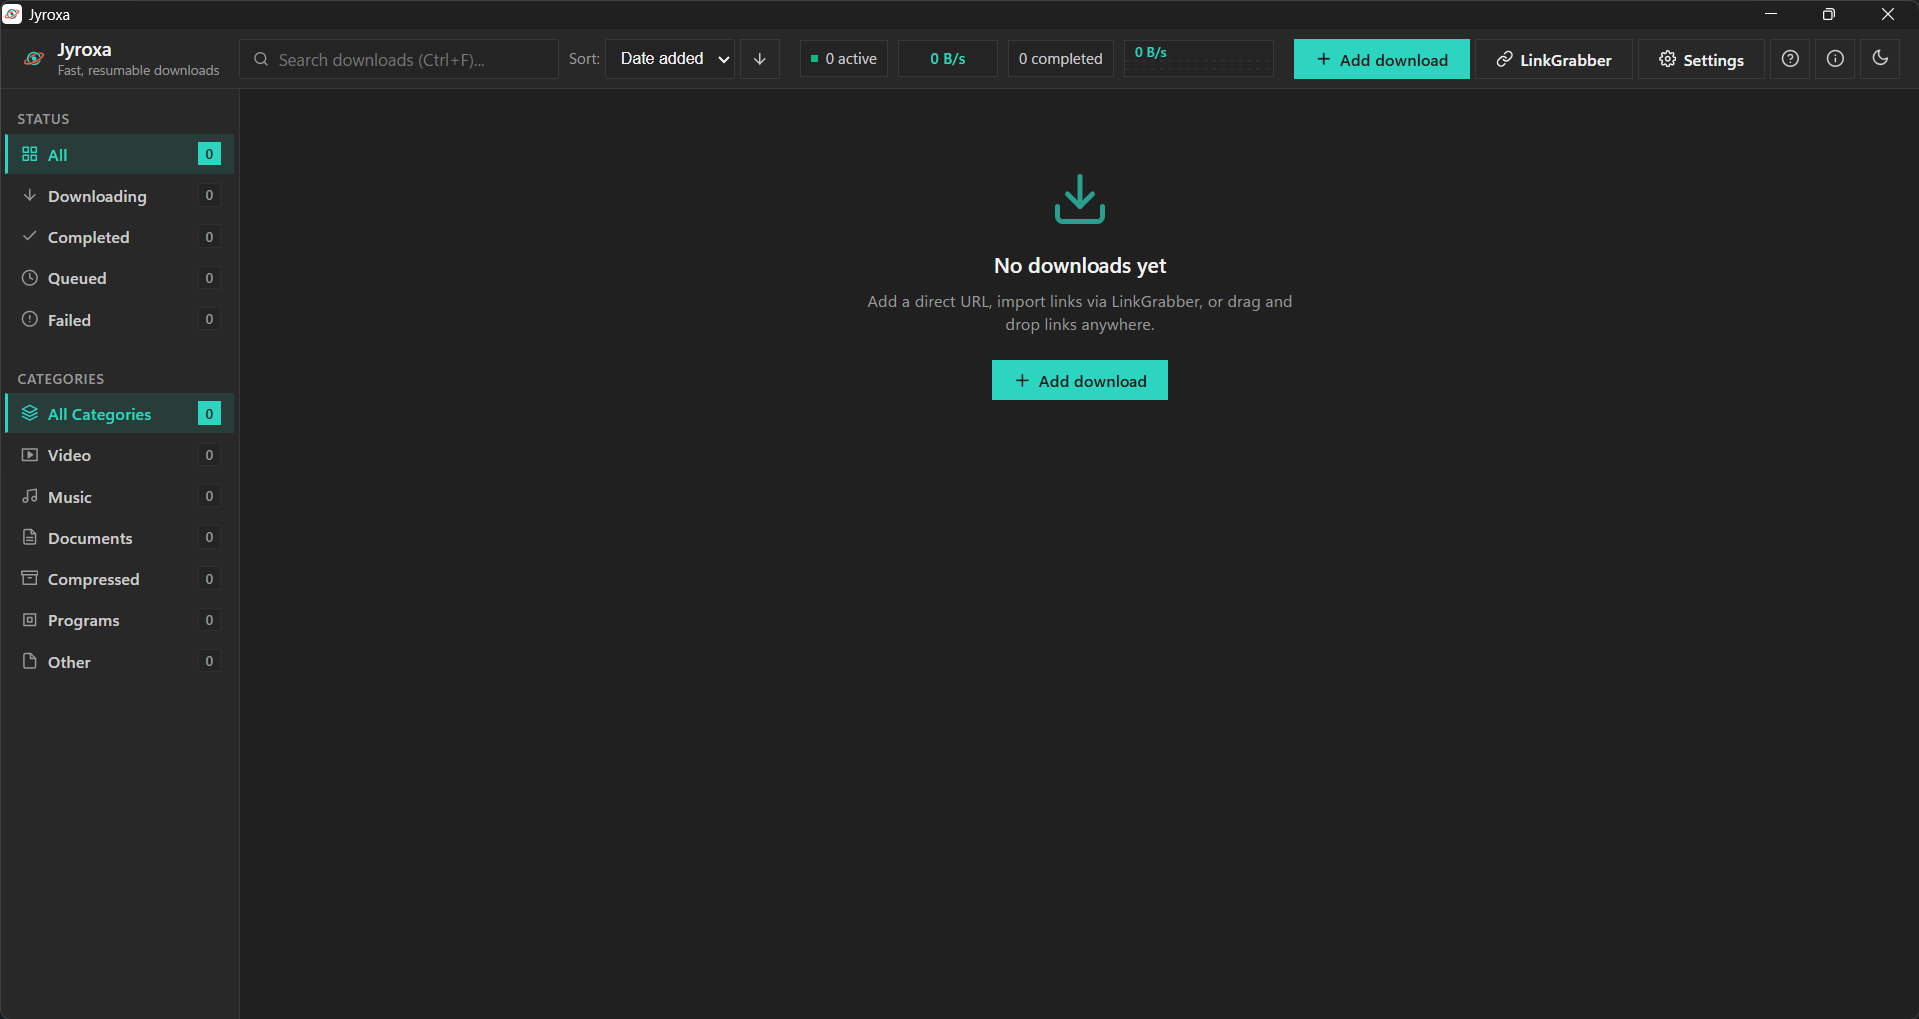 Jyroxa
Jyroxa
Fast, resumable downloads
Search downloads (Ctrl+F)...
Sort:
Date added
0 active
0 B/s
0 completed
0 B/s
Add download
LinkGrabber
Settings
STATUS
All 0
Downloading 0
Completed 0
Queued 0
Failed 0
CATEGORIES
All Categories 0
Video 0
Music 0
Documents 0
Compressed 0
Programs 0
Other 0
No downloads yet
Add a direct URL, import links via LinkGrabber, or drag and
drop links anywhere.
Add download